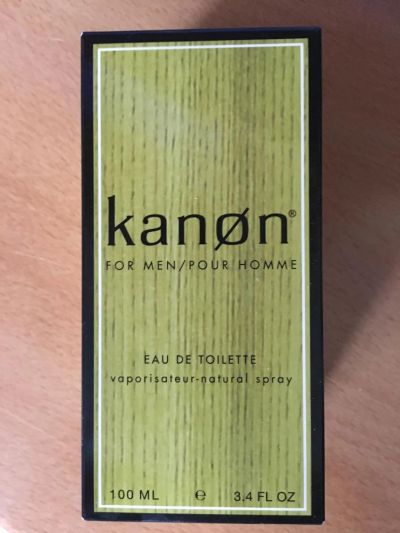 kanøn®
FOR MEN/POUR HOMME
EAU DE TOILETTE
vaporisateur-natural spray
100 ML ℮ 3.4 FL OZ